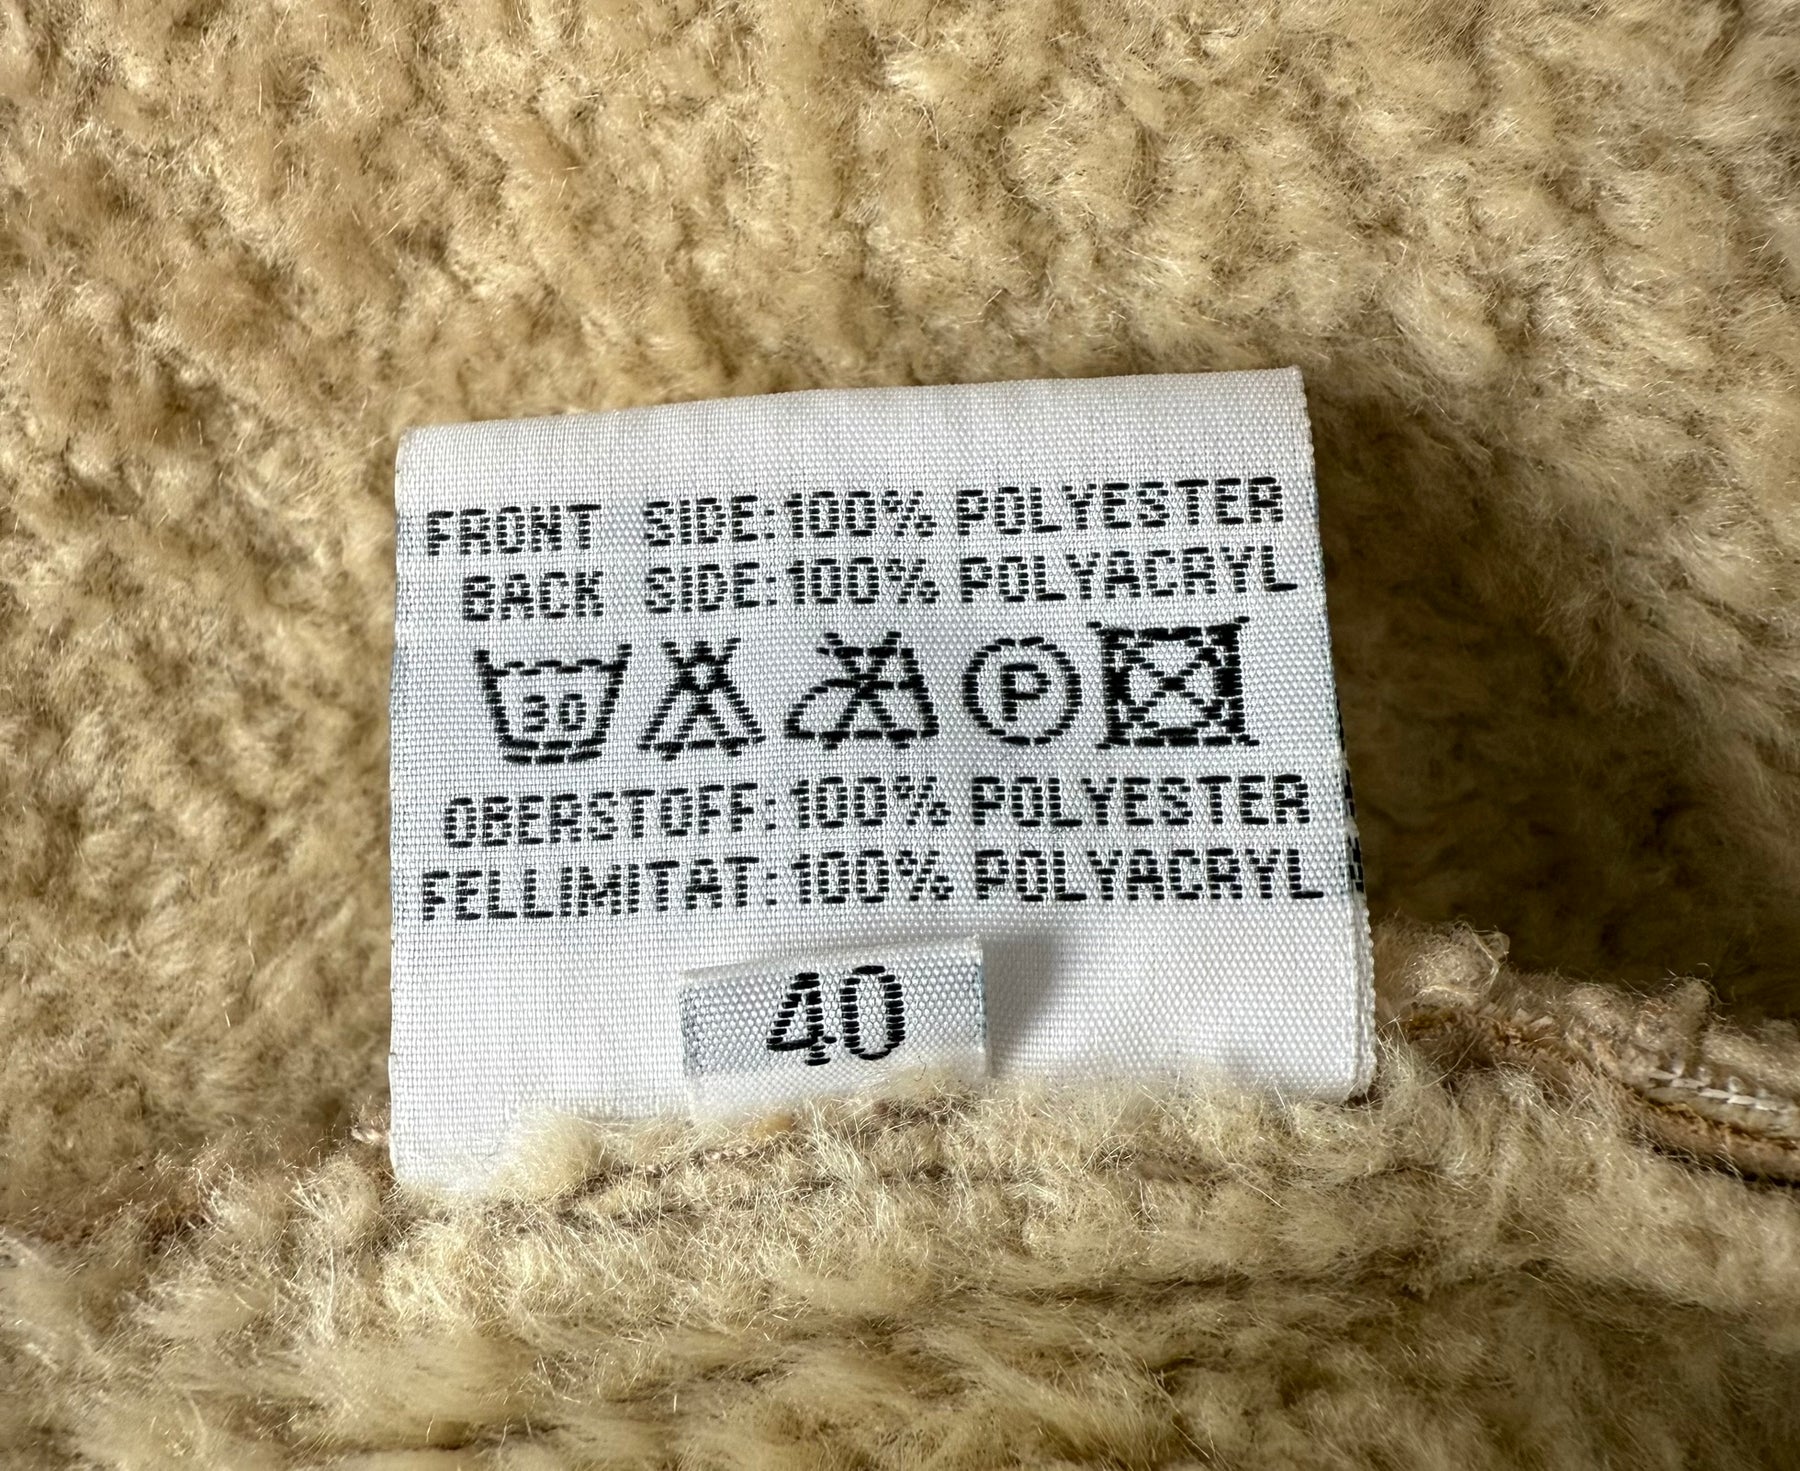 FRONT SIDE:100% POLYESTER
BACK SIDE:100% POLYACRYL
30 P
OBERSTOFF:100% POLYESTER
FELLIMITAT:100% POLYACRYL
40